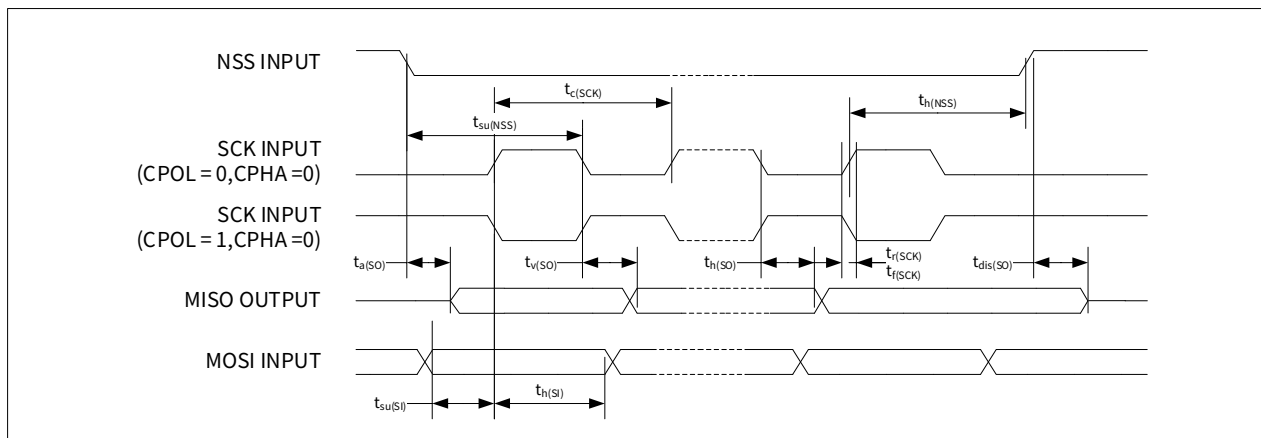 NSS INPUT
t_c(SCK)
t_h(NSS)
t_su(NSS)
SCK INPUT
(CPOL = 0,CPHA =0)
SCK INPUT
(CPOL = 1,CPHA =0)
t_a(SO)
t_v(SO)
t_h(SO)
t_r(SCK)
t_f(SCK)
t_dis(SO)
MISO OUTPUT
MOSI INPUT
t_su(SI)
t_h(SI)